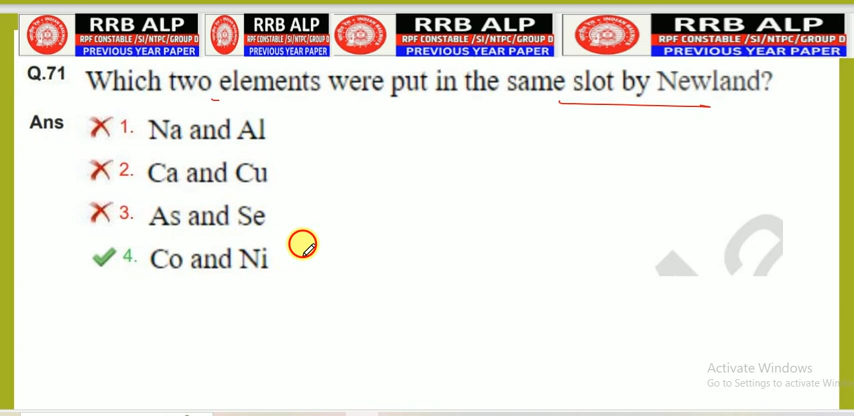 RRB ALP RRB ALP RRB ALP RRB ALP
RPF CONSTABLE /SI/NTPC/GROUP D RPF CONSTABLE /SI/NTPC/GROUP D RPF CONSTABLE /SI/NTPC/GROUP D RPF CONSTABLE /SI/NTPC/GROUP D
PREVIOUS YEAR PAPER PREVIOUS YEAR PAPER PREVIOUS YEAR PAPER PREVIOUS YEAR PAPER
Q.71 Which two elements were put in the same slot by Newland?
Ans 1. Na and Al
2. Ca and Cu
3. As and Se
4. Co and Ni
Activate Windows
Go to Settings to activate Win